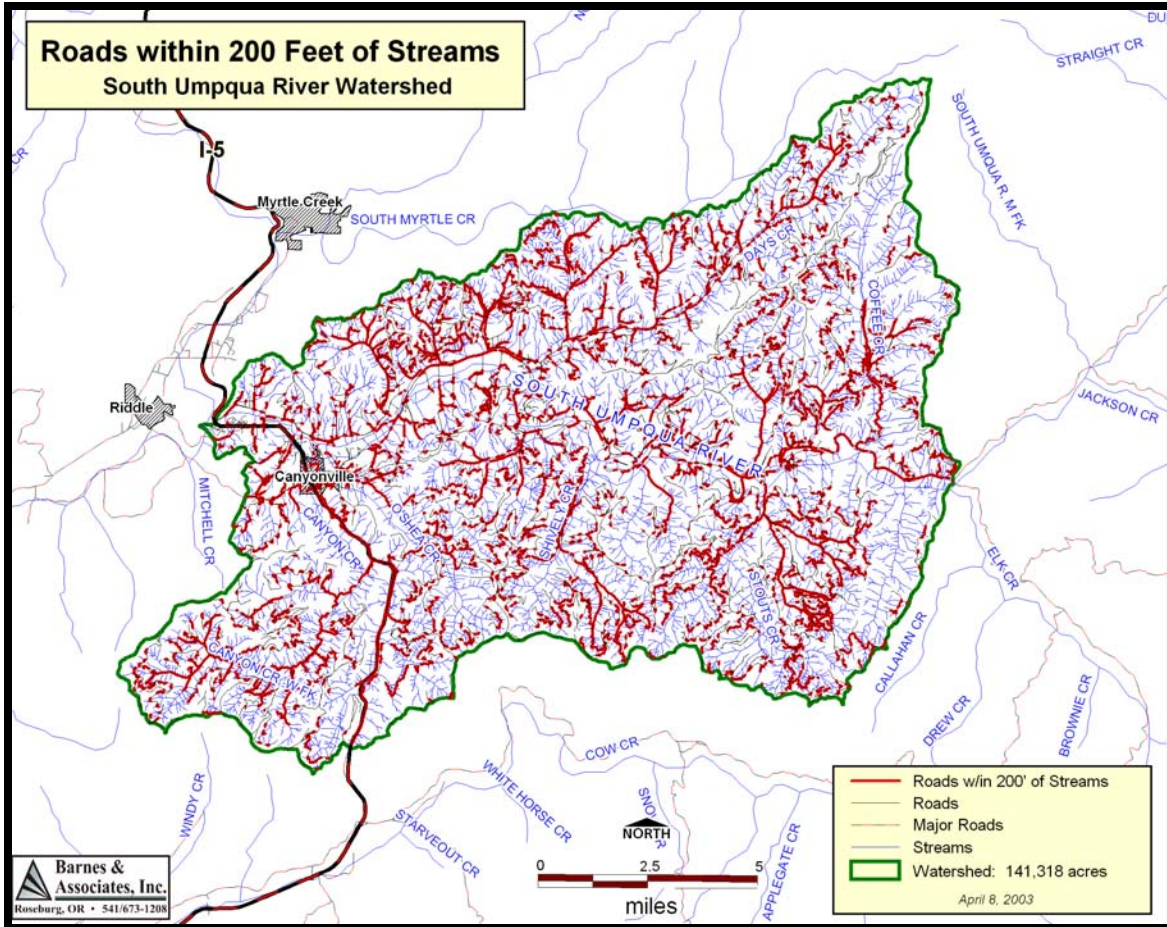 Roads within 200 Feet of Streams
South Umpqua River Watershed
DU
STRAIGHT CR
SOUTH UMQUA R. M FK
CR
I-5
Myrtle Creek
SOUTH MYRTLE CR
DAYS CR
COFFEE CR
SOUTH UMPQUA RIVER
Riddle
JACKSON CR
Canyonville
MITCHELL CR
CANYON CR
O'SHEA CR
SHIVELY CR
STOUTS CR
ELK CR
CALLAHAN CR
CANYON CR W FK
DREW CR
BROWNIE CR
COW CR
WINDY CR
WHITE HORSE CR
STARVEOUT CR
APPLEGATE CR
NORTH
0 2.5 5
miles
Roads w/in 200' of Streams
Roads
Major Roads
Streams
Watershed: 141,318 acres
April 8, 2003
Barnes &
Associates, Inc.
Roseburg, OR • 541/673-1208